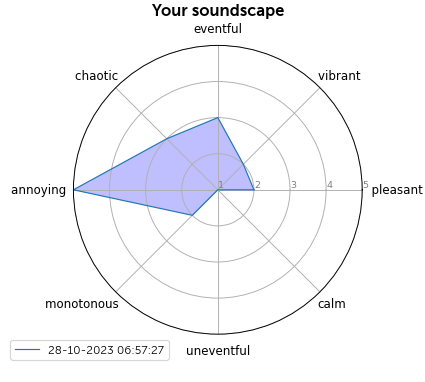 Your soundscape
eventful
chaotic
vibrant
annoying
1
2
3
4
5
pleasant
monotonous
calm
28-10-2023 06:57:27
uneventful